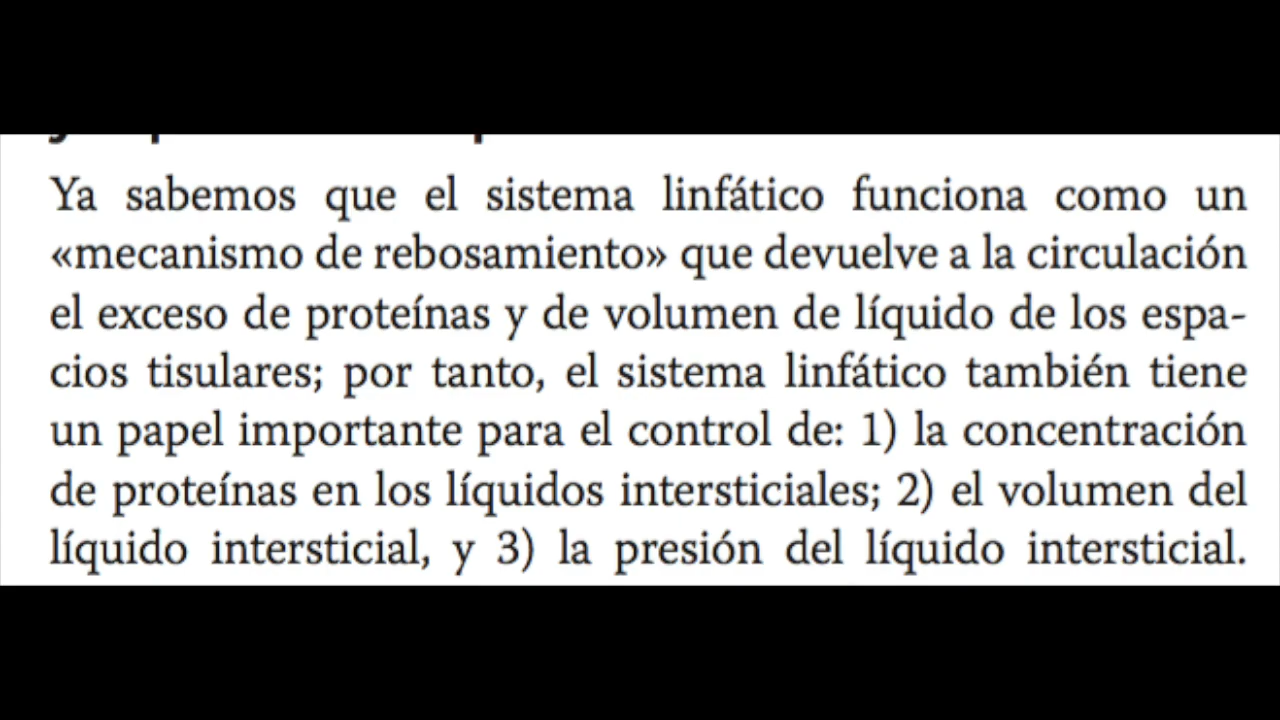 Ya sabemos que el sistema linfático funciona como un
«mecanismo de rebosamiento» que devuelve a la circulación
el exceso de proteínas y de volumen de líquido de los espa-
cios tisulares; por tanto, el sistema linfático también tiene
un papel importante para el control de: 1) la concentración
de proteínas en los líquidos intersticiales; 2) el volumen del
líquido intersticial, y 3) la presión del líquido intersticial.